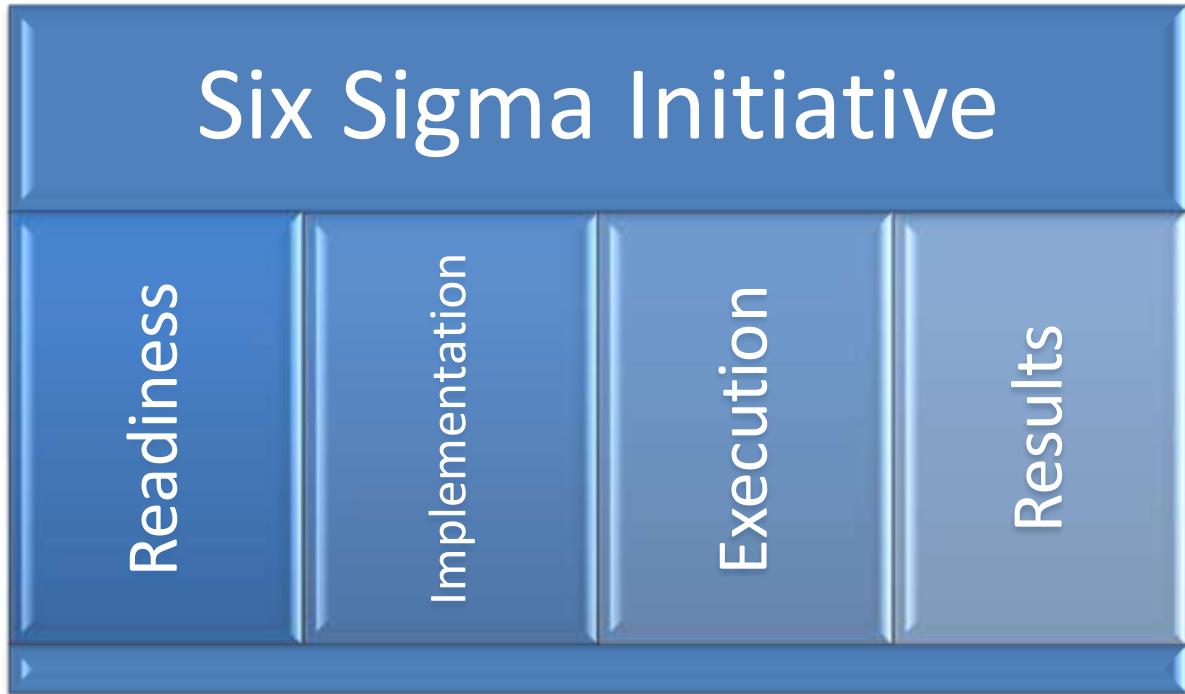 Six Sigma Initiative
Readiness
Implementation
Execution
Results